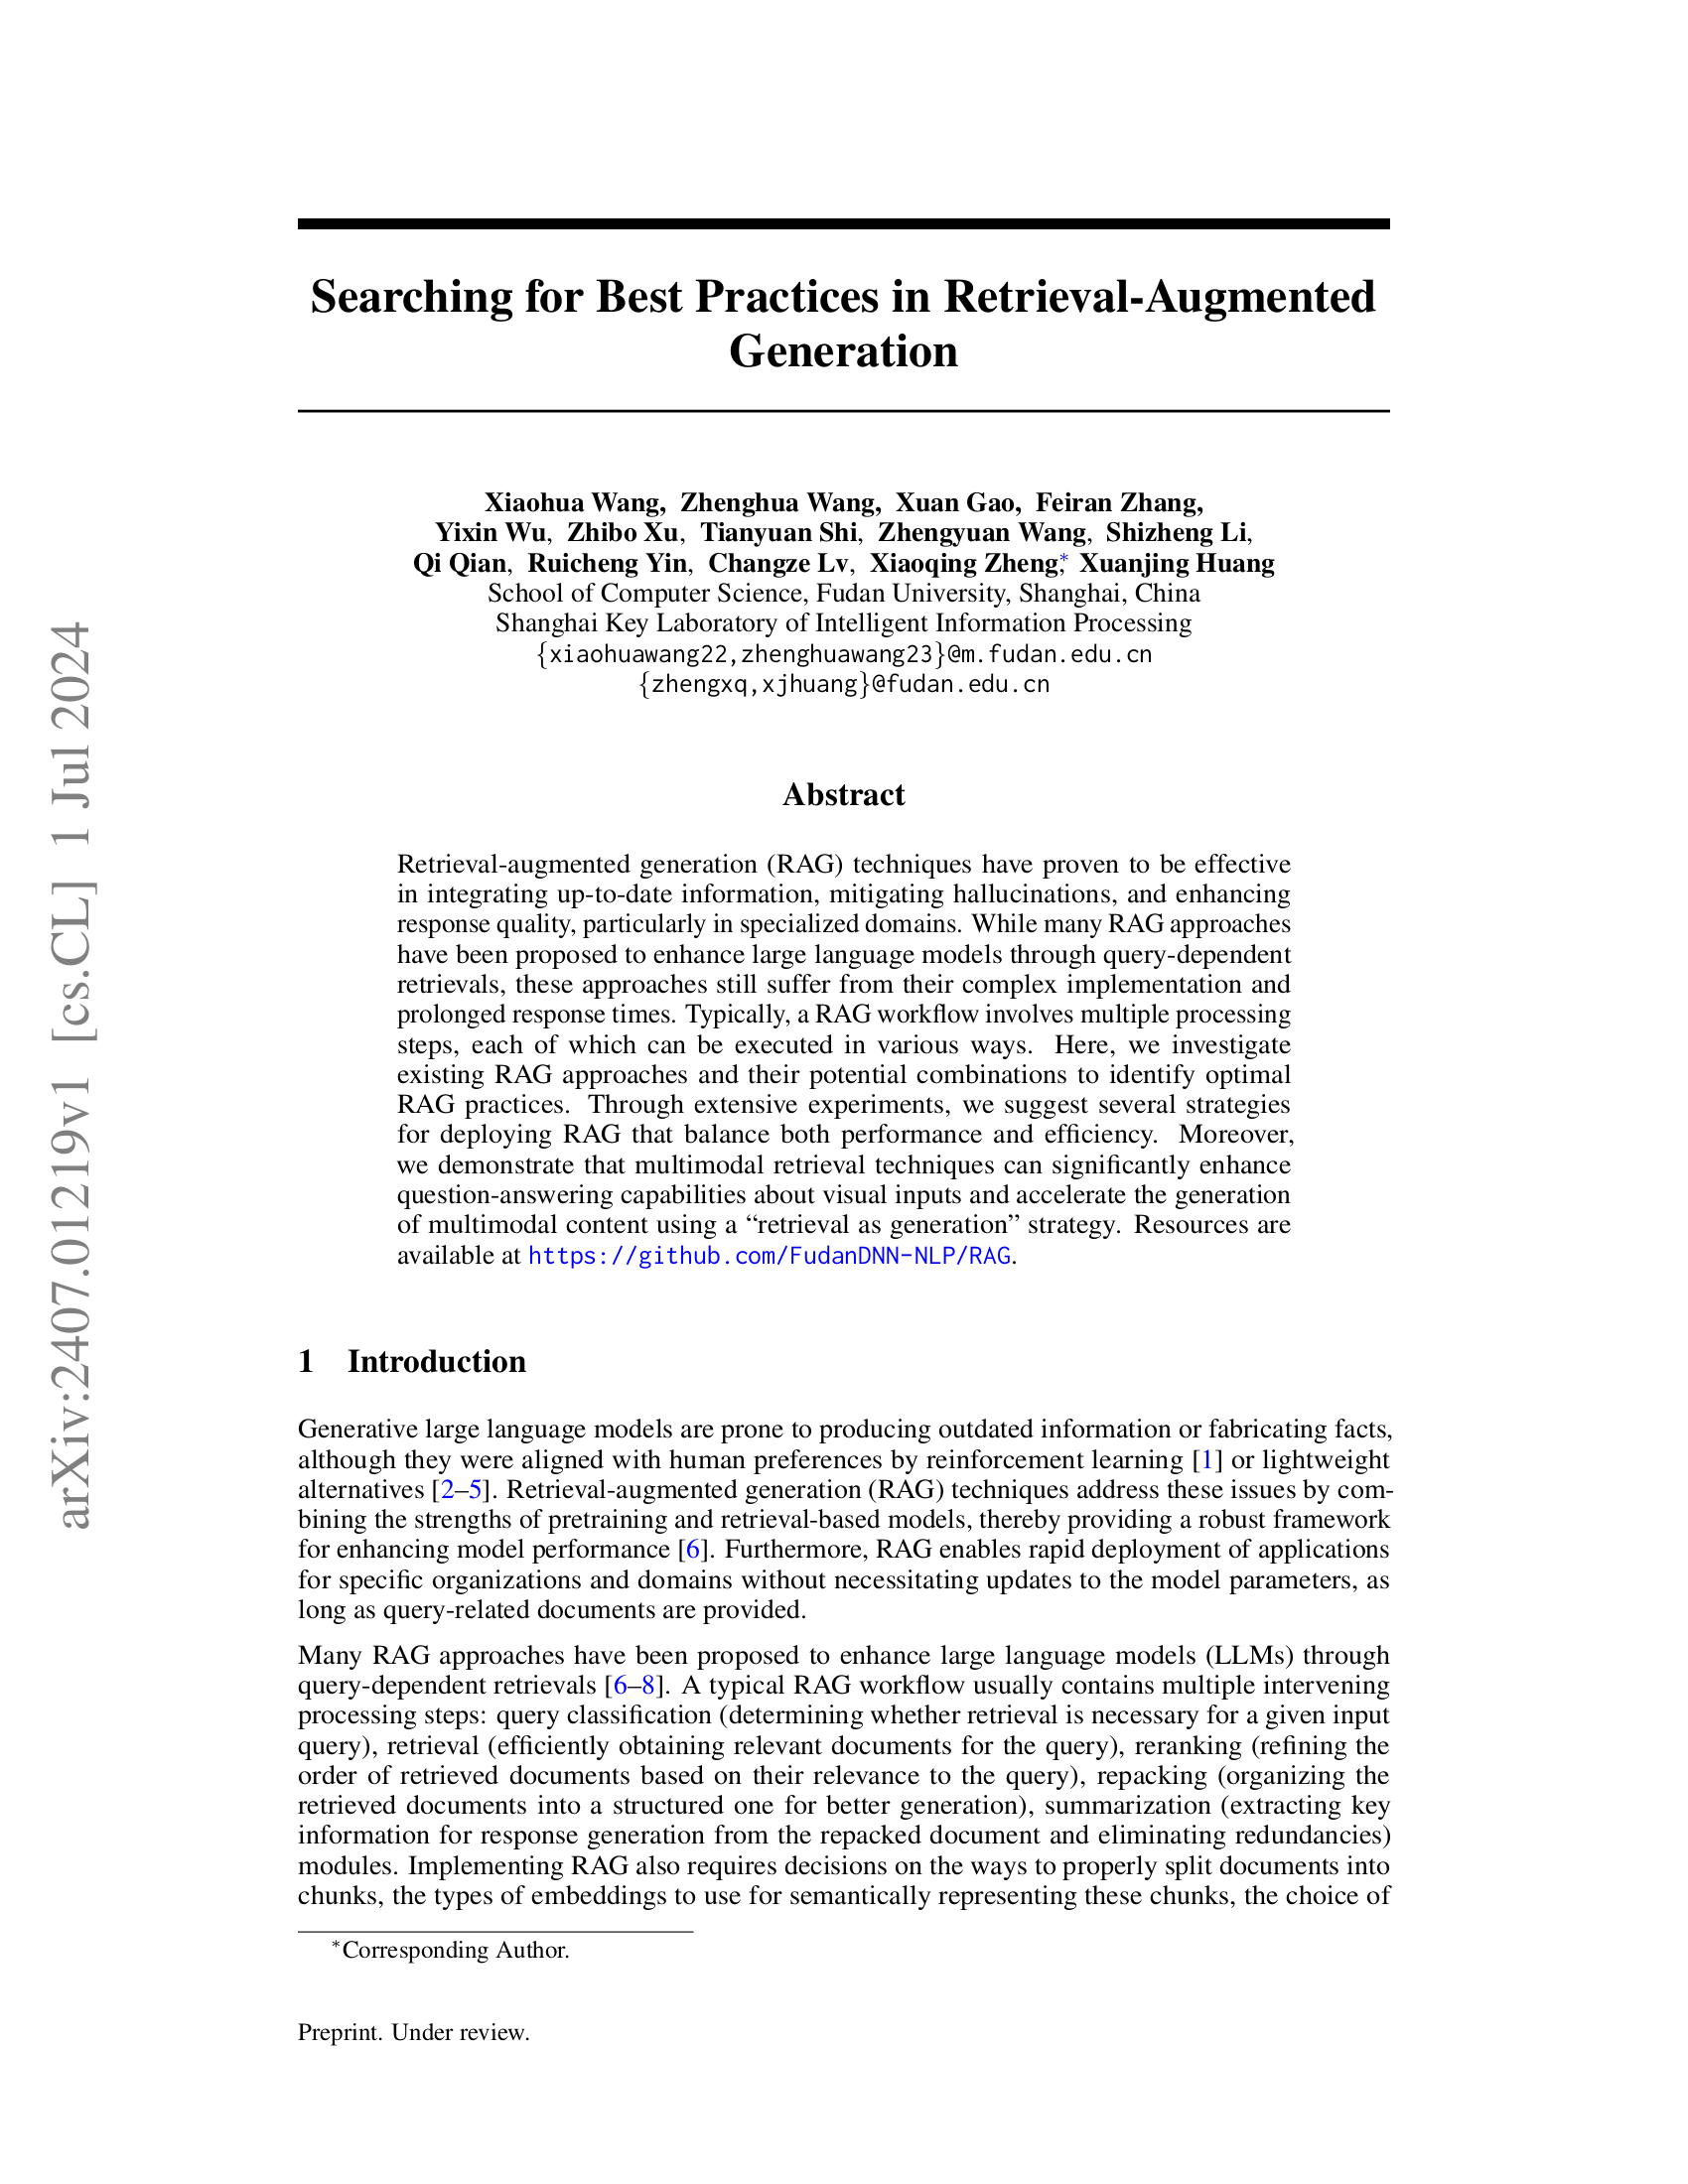 arXiv:2407.01219v1 [cs.CL] 1 Jul 2024
Searching for Best Practices in Retrieval-Augmented
Generation
Xiaohua Wang, Zhenghua Wang, Xuan Gao, Feiran Zhang,
Yixin Wu, Zhibo Xu, Tianyuan Shi, Zhengyuan Wang, Shizheng Li,
Qi Qian, Ruicheng Yin, Changze Lv, Xiaoqing Zheng,* Xuanjing Huang
School of Computer Science, Fudan University, Shanghai, China
Shanghai Key Laboratory of Intelligent Information Processing
{xiaohuawang22,zhenghuawang23}@m.fudan.edu.cn
{zhengxq,xjhuang}@fudan.edu.cn
Abstract
Retrieval-augmented generation (RAG) techniques have proven to be effective
in integrating up-to-date information, mitigating hallucinations, and enhancing
response quality, particularly in specialized domains. While many RAG approaches
have been proposed to enhance large language models through query-dependent
retrievals, these approaches still suffer from their complex implementation and
prolonged response times. Typically, a RAG workflow involves multiple processing
steps, each of which can be executed in various ways. Here, we investigate
existing RAG approaches and their potential combinations to identify optimal
RAG practices. Through extensive experiments, we suggest several strategies
for deploying RAG that balance both performance and efficiency. Moreover,
we demonstrate that multimodal retrieval techniques can significantly enhance
question-answering capabilities about visual inputs and accelerate the generation
of multimodal content using a “retrieval as generation” strategy. Resources are
available at https://github.com/FudanDNN-NLP/RAG.
1 Introduction
Generative large language models are prone to producing outdated information or fabricating facts,
although they were aligned with human preferences by reinforcement learning [1] or lightweight
alternatives [2–5]. Retrieval-augmented generation (RAG) techniques address these issues by com-
bining the strengths of pretraining and retrieval-based models, thereby providing a robust framework
for enhancing model performance [6]. Furthermore, RAG enables rapid deployment of applications
for specific organizations and domains without necessitating updates to the model parameters, as
long as query-related documents are provided.
Many RAG approaches have been proposed to enhance large language models (LLMs) through
query-dependent retrievals [6–8]. A typical RAG workflow usually contains multiple intervening
processing steps: query classification (determining whether retrieval is necessary for a given input
query), retrieval (efficiently obtaining relevant documents for the query), reranking (refining the
order of retrieved documents based on their relevance to the query), repacking (organizing the
retrieved documents into a structured one for better generation), summarization (extracting key
information for response generation from the repacked document and eliminating redundancies)
modules. Implementing RAG also requires decisions on the ways to properly split documents into
chunks, the types of embeddings to use for semantically representing these chunks, the choice of
*Corresponding Author.
Preprint. Under review.